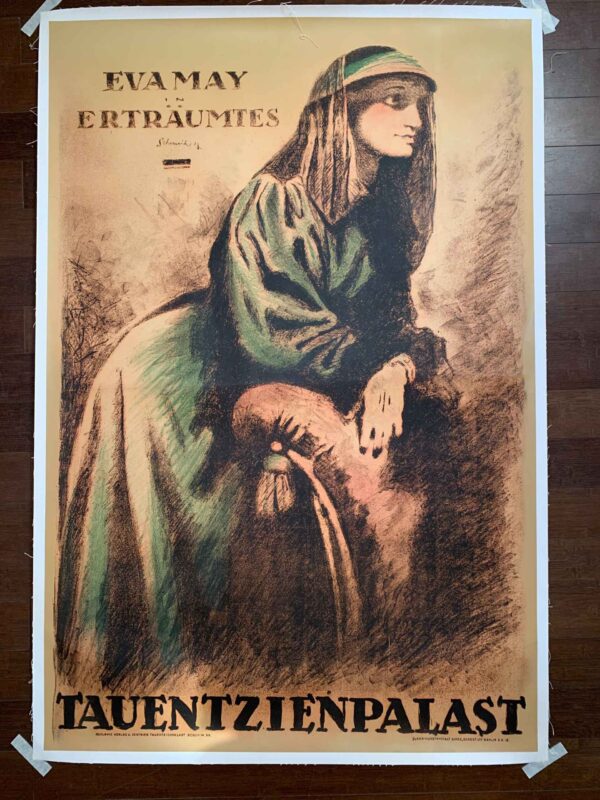 EVA MAY
IN
ERTRÄUMTES
TAUENTZIENPALAST